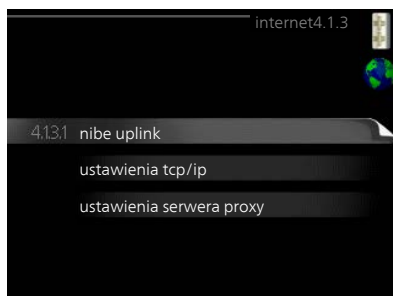 internet4.1.3
4.1.3.1 nibe uplink
ustawienia tcp/ip
ustawienia serwera proxy